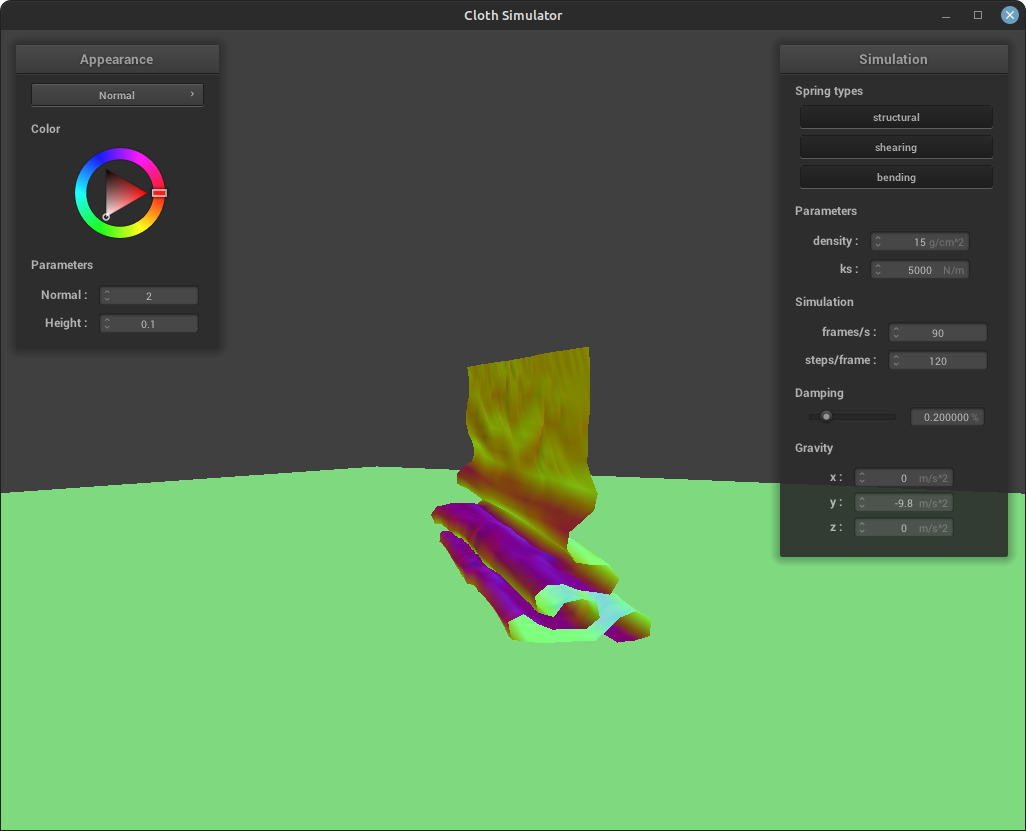 Cloth Simulator
Appearance
Normal
Color
Parameters
Normal : 2
Height : 0.1
Simulation
Spring types
structural
shearing
bending
Parameters
density : 15 g/cm^2
ks : 5000 N/m
Simulation
frames/s : 90
steps/frame : 120
Damping
0.200000 %
Gravity
x : 0 m/s^2
y : -9.8 m/s^2
z : 0 m/s^2